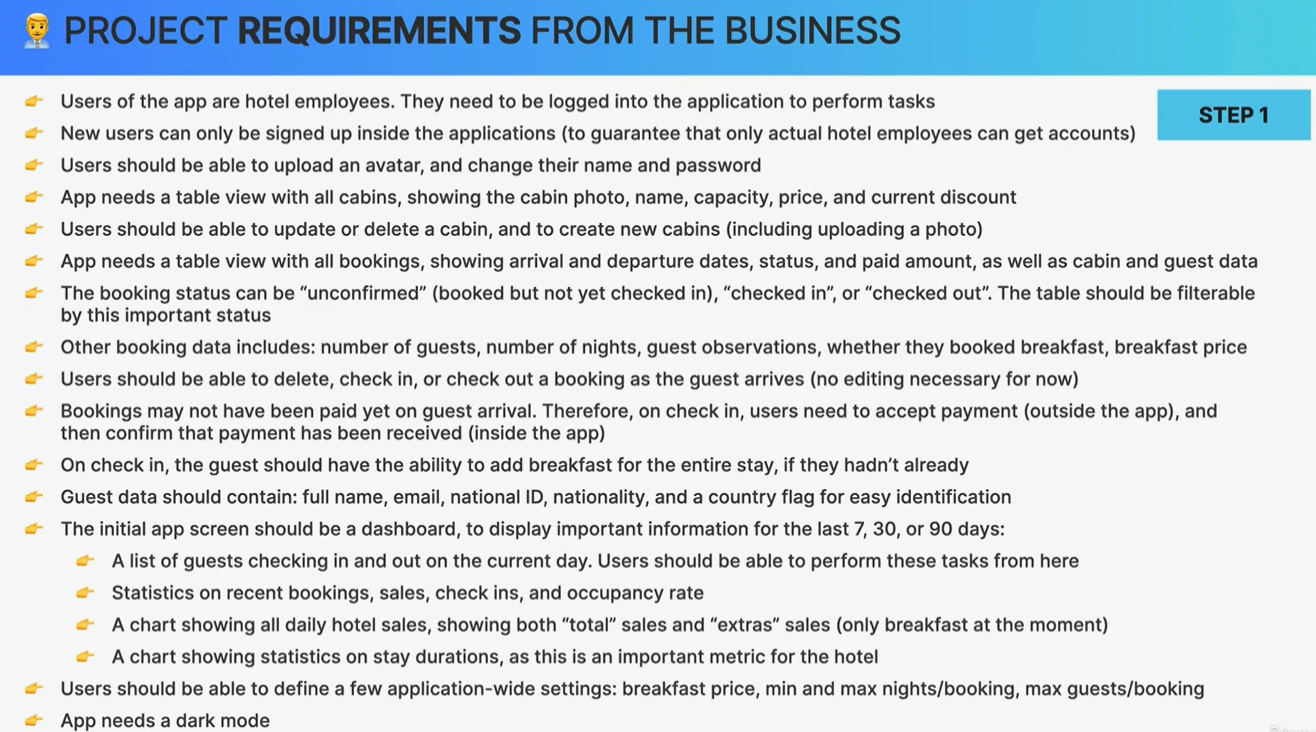 PROJECT REQUIREMENTS FROM THE BUSINESS
STEP 1
Users of the app are hotel employees. They need to be logged into the application to perform tasks
New users can only be signed up inside the applications (to guarantee that only actual hotel employees can get accounts)
Users should be able to upload an avatar, and change their name and password
App needs a table view with all cabins, showing the cabin photo, name, capacity, price, and current discount
Users should be able to update or delete a cabin, and to create new cabins (including uploading a photo)
App needs a table view with all bookings, showing arrival and departure dates, status, and paid amount, as well as cabin and guest data
The booking status can be “unconfirmed” (booked but not yet checked in), “checked in”, or “checked out”. The table should be filterable
by this important status
Other booking data includes: number of guests, number of nights, guest observations, whether they booked breakfast, breakfast price
Users should be able to delete, check in, or check out a booking as the guest arrives (no editing necessary for now)
Bookings may not have been paid yet on guest arrival. Therefore, on check in, users need to accept payment (outside the app), and
then confirm that payment has been received (inside the app)
On check in, the guest should have the ability to add breakfast for the entire stay, if they hadn’t already
Guest data should contain: full name, email, national ID, nationality, and a country flag for easy identification
The initial app screen should be a dashboard, to display important information for the last 7, 30, or 90 days:
A list of guests checking in and out on the current day. Users should be able to perform these tasks from here
Statistics on recent bookings, sales, check ins, and occupancy rate
A chart showing all daily hotel sales, showing both “total” sales and “extras” sales (only breakfast at the moment)
A chart showing statistics on stay durations, as this is an important metric for the hotel
Users should be able to define a few application-wide settings: breakfast price, min and max nights/booking, max guests/booking
App needs a dark mode